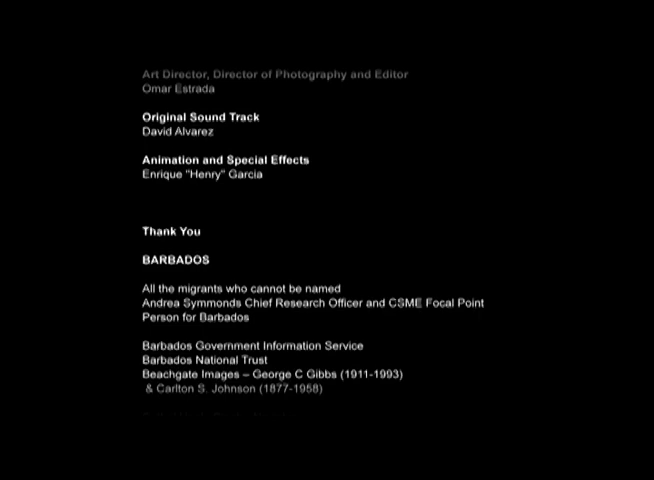 Art Director, Director of Photography and Editor
Omar Estrada
Original Sound Track
David Alvarez
Animation and Special Effects
Enrique "Henry" Garcia
Thank You
BARBADOS
All the migrants who cannot be named
Andrea Symmonds Chief Research Officer and CSME Focal Point
Person for Barbados
Barbados Government Information Service
Barbados National Trust
Beachgate Images – George C Gibbs (1911-1993)
& Carlton S. Johnson (1877-1958)